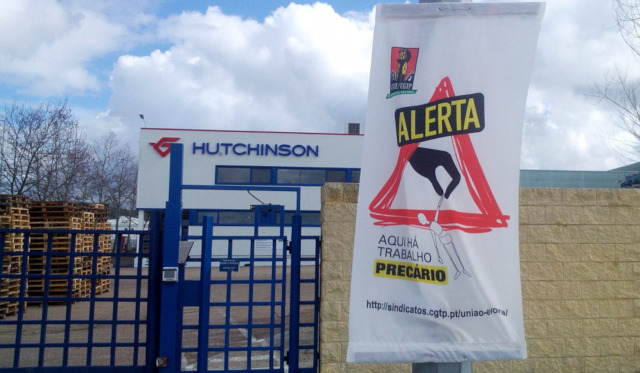 HUTCHINSON
ALERTA
AQUI HÁ
TRABALHO
PRECÁRIO
http://sindicatos.cgtp.pt/uniao-evora/